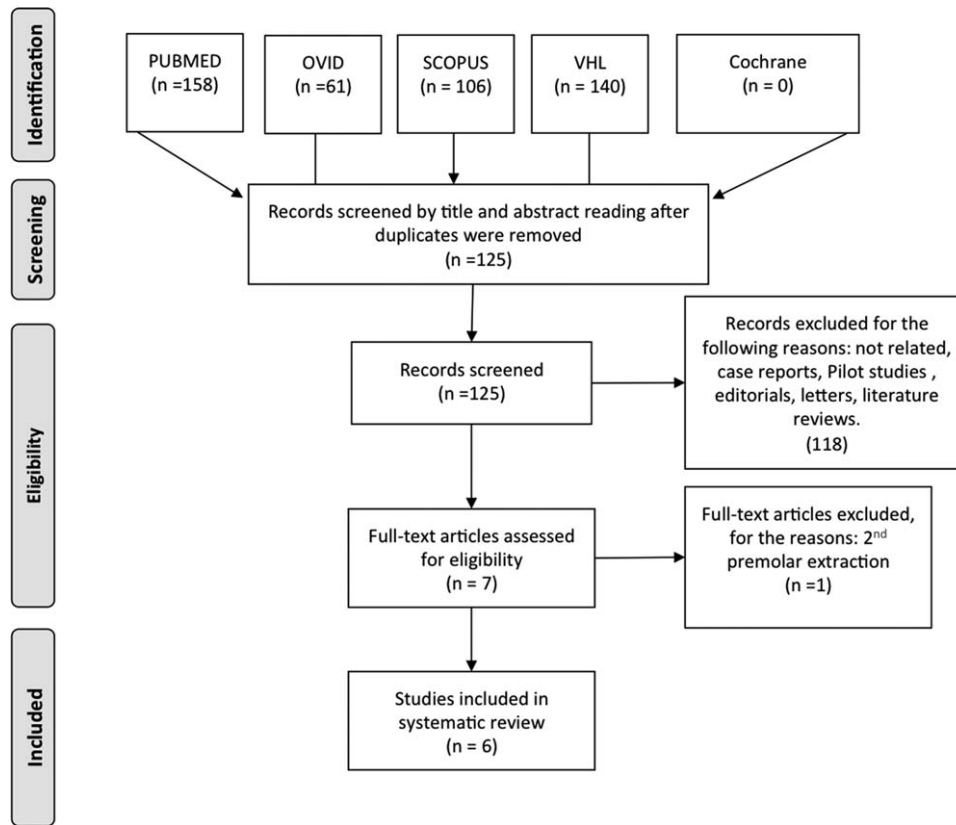 Identification
PUBMED
(n =158)
OVID
(n =61)
SCOPUS
(n = 106)
VHL
(n = 140)
Cochrane
(n = 0)
Screening
Records screened by title and abstract reading after
duplicates were removed
(n =125)
Eligibility
Records screened
(n =125)
Records excluded for the
following reasons: not related,
case reports, Pilot studies ,
editorials, letters, literature
reviews.
(118)
Full-text articles assessed
for eligibility
(n = 7)
Full-text articles excluded,
for the reasons: 2nd
premolar extraction
(n =1)
Included
Studies included in
systematic review
(n = 6)